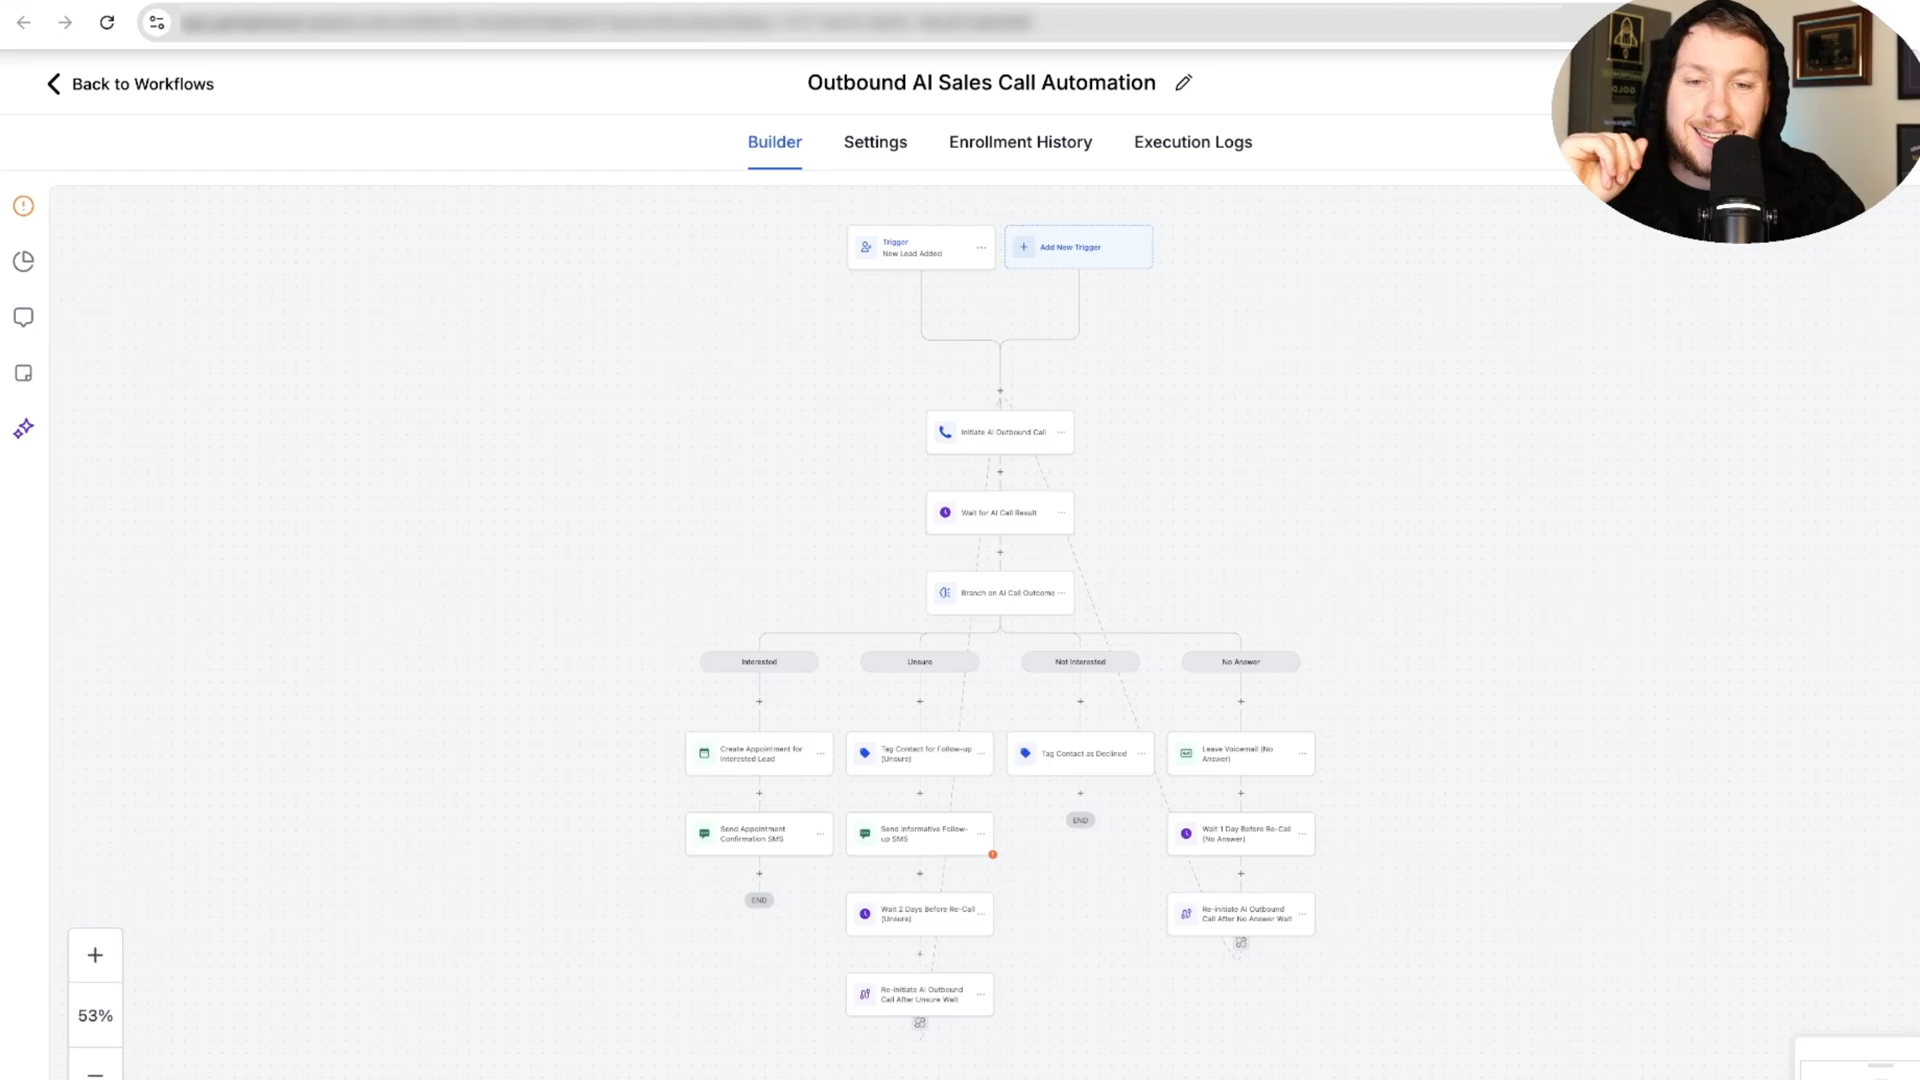 Back to Workflows
Outbound AI Sales Call Automation
Builder
Settings
Enrollment History
Execution Logs
Trigger
New Lead Added
Add New Trigger
Initiate AI Outbound Call
Wait for AI Call Result
Branch on AI Call Outcome
Interested
Unsure
Not Interested
No Answer
Create Appointment for
Interested Lead
Tag Contact for Follow-up
(Unsure)
Tag Contact as Declined
Leave Voicemail (No
Answer)
Send Appointment
Confirmation SMS
Send Informative Follow-
up SMS
END
Wait 1 Day Before Re-Call
(No Answer)
END
Wait 2 Days Before Re-Call
(Unsure)
Re-initiate AI Outbound
Call After No Answer Wait
Re-initiate AI Outbound
Call After Unsure Wait
53%